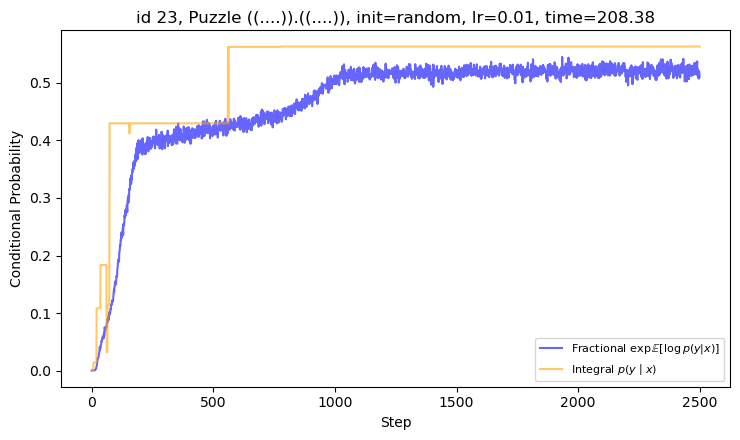 id 23, Puzzle ((....)).((....)), init=random, lr=0.01, time=208.38
Conditional Probability
0.5
0.4
0.3
0.2
0.1
0.0
Fractional exp𝔼[log p(y|x)]
Integral p(y | x)
0 500 1000 1500 2000 2500
Step